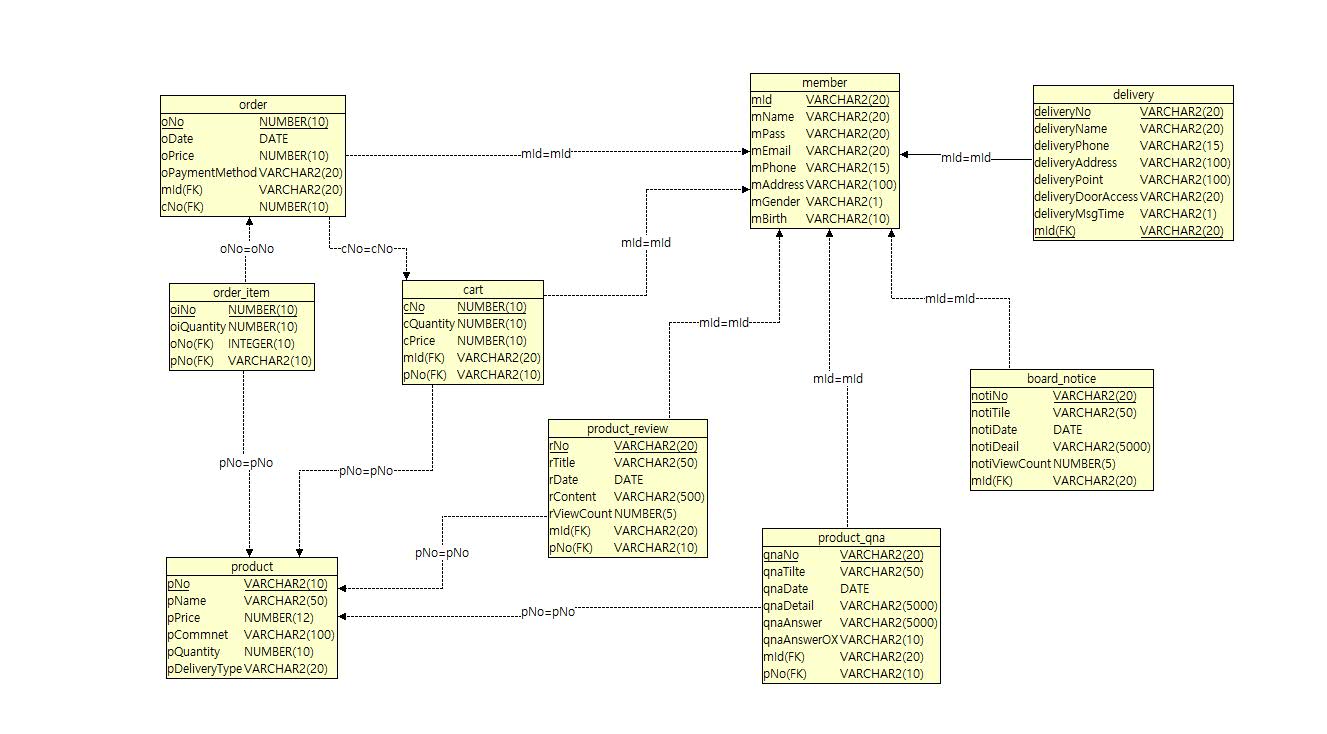 order
oNo NUMBER(10)
oDate DATE
oPrice NUMBER(10)
oPaymentMethod VARCHAR2(20)
mId(FK) VARCHAR2(20)
cNo(FK) NUMBER(10)
mId=mId
member
mId VARCHAR2(20)
mName VARCHAR2(20)
mPass VARCHAR2(20)
mEmail VARCHAR2(20)
mPhone VARCHAR2(15)
mAddress VARCHAR2(100)
mGender VARCHAR2(1)
mBirth VARCHAR2(10)
mId=mId
delivery
deliveryNo VARCHAR2(20)
deliveryName VARCHAR2(20)
deliveryPhone VARCHAR2(15)
deliveryAddress VARCHAR2(100)
deliveryPoint VARCHAR2(100)
deliveryDoorAccess VARCHAR2(20)
deliveryMsgTime VARCHAR2(1)
mId(FK) VARCHAR2(20)
oNo=oNo
cNo=cNo
mId=mId
order_item
oiNo NUMBER(10)
oiQuantity NUMBER(10)
oNo(FK) INTEGER(10)
pNo(FK) VARCHAR2(10)
cart
cNo NUMBER(10)
cQuantity NUMBER(10)
cPrice NUMBER(10)
mId(FK) VARCHAR2(20)
pNo(FK) VARCHAR2(10)
mId=mId
mId=mId
mId=mId
board_notice
notiNo VARCHAR2(20)
notiTile VARCHAR2(50)
notiDate DATE
notiDeail VARCHAR2(5000)
notiViewCount NUMBER(5)
mId(FK) VARCHAR2(20)
pNo=pNo
pNo=pNo
product_review
rNo VARCHAR2(20)
rTitle VARCHAR2(50)
rDate DATE
rContent VARCHAR2(500)
rViewCount NUMBER(5)
mId(FK) VARCHAR2(20)
pNo(FK) VARCHAR2(10)
pNo=pNo
product
pNo VARCHAR2(10)
pName VARCHAR2(50)
pPrice NUMBER(12)
pCommnet VARCHAR2(100)
pQuantity NUMBER(10)
pDeliveryType VARCHAR2(20)
pNo=pNo
product_qna
qnaNo VARCHAR2(20)
qnaTilte VARCHAR2(50)
qnaDate DATE
qnaDetail VARCHAR2(5000)
qnaAnswer VARCHAR2(5000)
qnaAnswerOX VARCHAR2(10)
mId(FK) VARCHAR2(20)
pNo(FK) VARCHAR2(10)